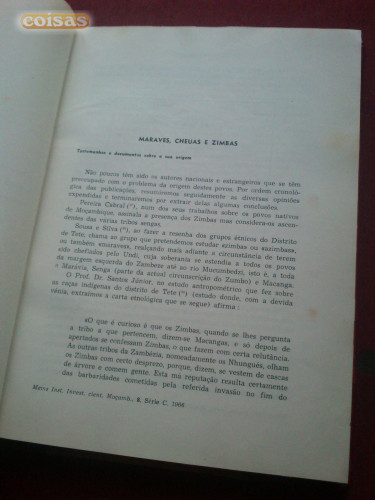 coisas
MARAVES, CHEUAS E ZIMBAS
Testemunhos e documentos sobre a sua origem
Não poucos têm sido os autores nacionais e estrangeiros que se têm
preocupado com o problema da origem destes povos. Por ordem cronoló-
gica das publicações, resumiremos seguidamente as diversas opiniões
expendidas e terminaremos por extrair delas algumas conclusões.
Pereira Cabral (⁴⁸), num dos seus trabalhos sobre os povos nativos
de Moçambique, assinala a presença dos Zimbas mas considera-os ascen-
dentes das várias tribos sengas.
Sousa e Silva ao fazer a resenha dos grupos étnicos do Distrito
de Tete, chama ao grupo que pretendemos estudar azimbas ou vazimbaes,
ou também amaraves, realçando mais adiante a circunstância de terem
sido chefiados pelo Undi, cuja soberania se estendia a todos os povos
da margem esquerda do Zambeze até ao rio isto é, a toda
a Marávia, Senga (parte da actual circunscrição do Zumbo) e Macanga.
O Prof. Dr. Santos Júnior, no estudo antropométrico que fez sobre
as ração indígenas do distrito de Tete (estudo donde, com a devida
vénia, extraímos a carta etnológica que se segue) afirma:
«O que é curioso é que os Zimbas, quando se lhes pergunta
a tribo a que pertencem, dizem-se Macangas, e só depois de
apertados se confessam Zimbas, o que fazem com certa relutância.
As outras tribos da Zambézia, nomeadamente os Nhungués, olham
os Zimbas com certo desprezo, porque, dizem, se vestem de cascas
de árvore e comem gente. Esta má reputação resulta certamente
das barbaridades cometidas pela referida invasão no fim do
Mems Inst. Invest. cient. Moçamb., Série C. 1966